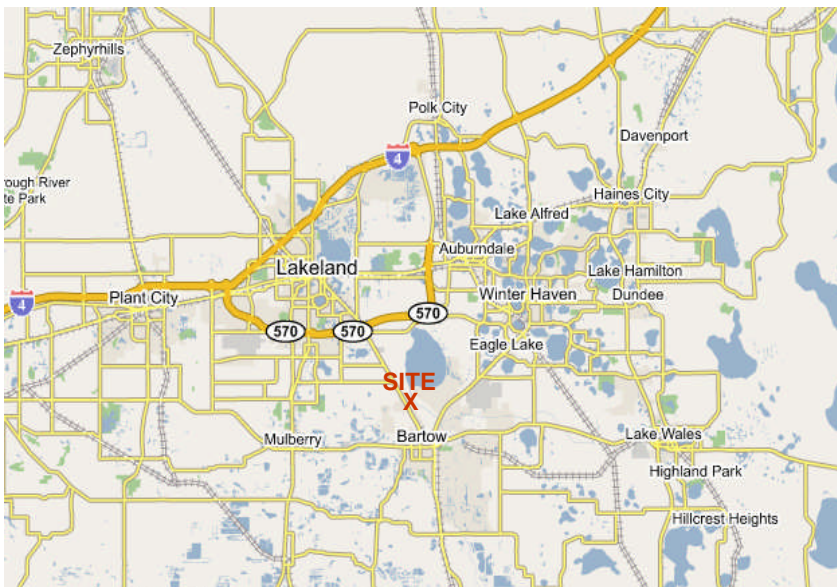 Zephyrhills
Polk City
Davenport
4
rough River
te Park
Haines City
Lake Alfred
Auburndale
Lakeland
Lake Hamilton
4
Plant City
Winter Haven
Dundee
570
570
570
Eagle Lake
SITE
X
Mulberry
Bartow
Lake Wales
Highland Park
Hillcrest Heights